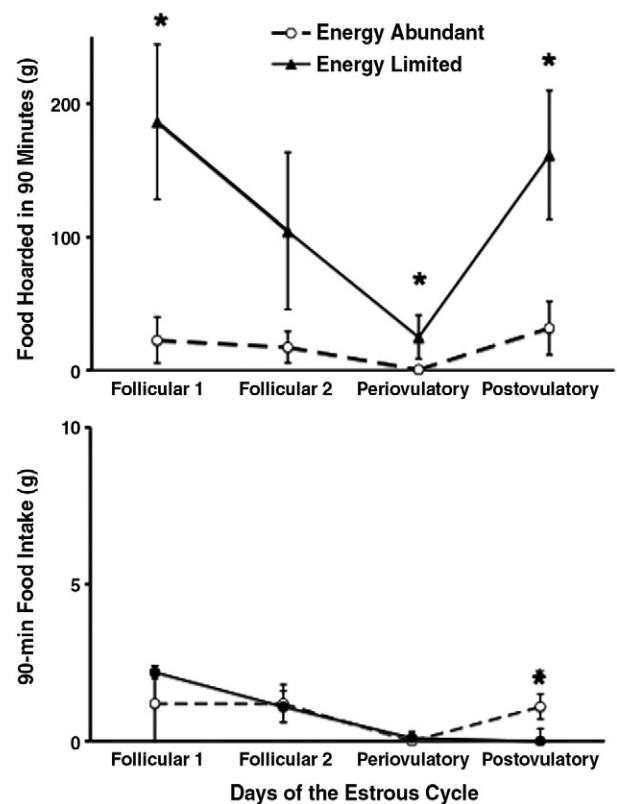 *
*
Energy Abundant
Energy Limited
Food Hoarded in 90 Minutes (g)
200
100
*
0
Follicular 1 Follicular 2 Periovulatory Postovulatory
90-min Food Intake (g)
10
5
*
0
Follicular 1 Follicular 2 Periovulatory Postovulatory
Days of the Estrous Cycle